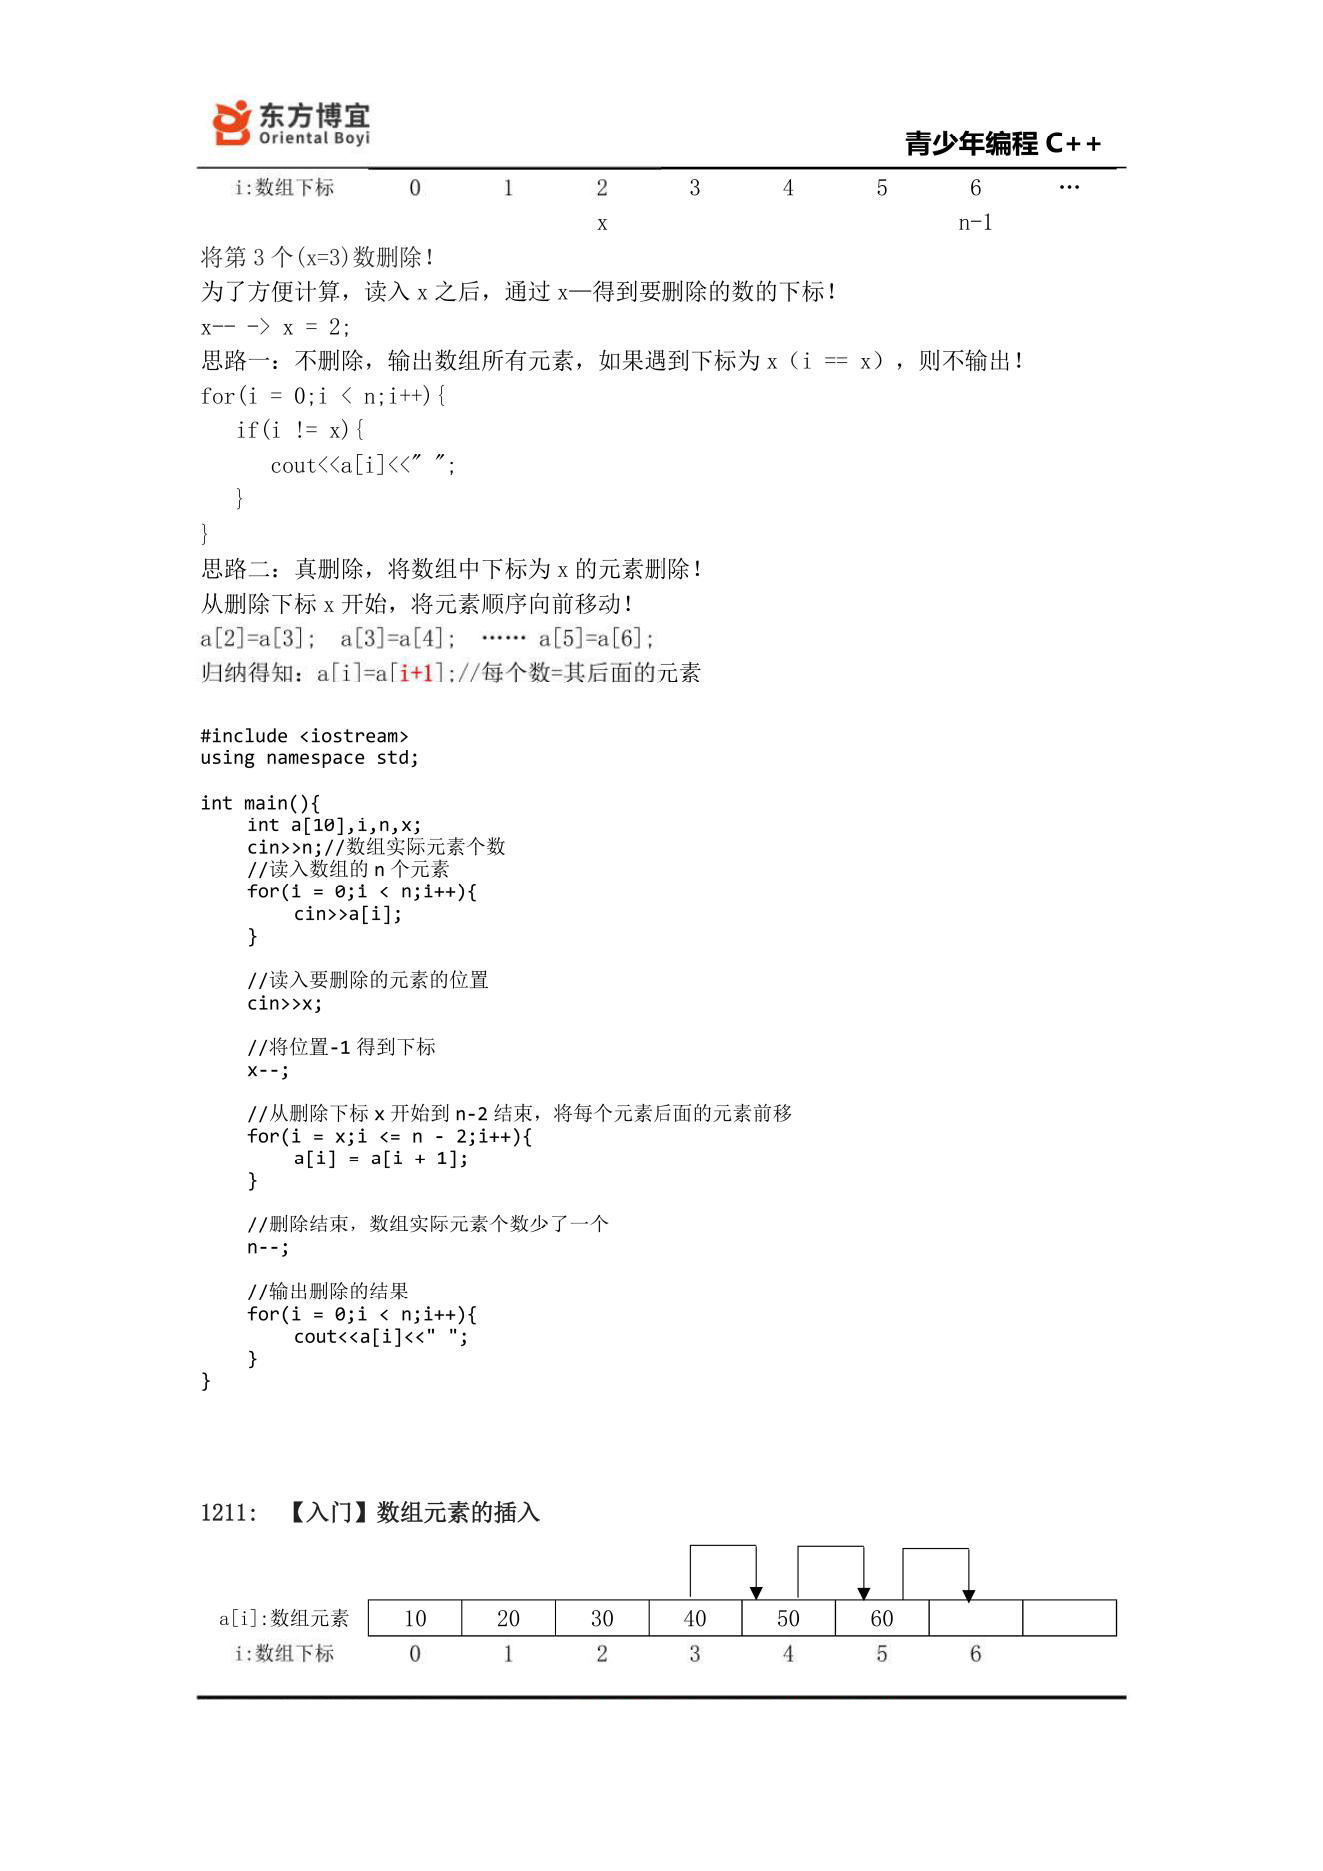 东方博宜
Oriental Boyi
青少年编程 C++
i:数组下标 0 1 2 3 4 5 6 …
x n-1
将第 3 个(x=3)数删除！
为了方便计算，读入 x 之后，通过 x—得到要删除的数的下标！
x-- -> x = 2;
思路一：不删除，输出数组所有元素，如果遇到下标为 x（i == x），则不输出！
for(i = 0;i < n;i++){
if(i != x){
cout<<a[i]<<" ";
}
}
思路二：真删除，将数组中下标为 x 的元素删除！
从删除下标 x 开始，将元素顺序向前移动！
a[2]=a[3]; a[3]=a[4]; …… a[5]=a[6];
归纳得知：a[i]=a[i+1];//每个数=其后面的元素
#include <iostream>
using namespace std;
int main(){
int a[10],i,n,x;
cin>>n;//数组实际元素个数
//读入数组的 n 个元素
for(i = 0;i < n;i++){
cin>>a[i];
}
//读入要删除的元素的位置
cin>>x;
//将位置-1 得到下标
x--;
//从删除下标 x 开始到 n-2 结束，将每个元素后面的元素前移
for(i = x;i <= n - 2;i++){
a[i] = a[i + 1];
}
//删除结束，数组实际元素个数少了一个
n--;
//输出删除的结果
for(i = 0;i < n;i++){
cout<<a[i]<<" ";
}
}
1211: 【入门】数组元素的插入
a[i]:数组元素 10 20 30 40 50 60
i:数组下标 0 1 2 3 4 5 6